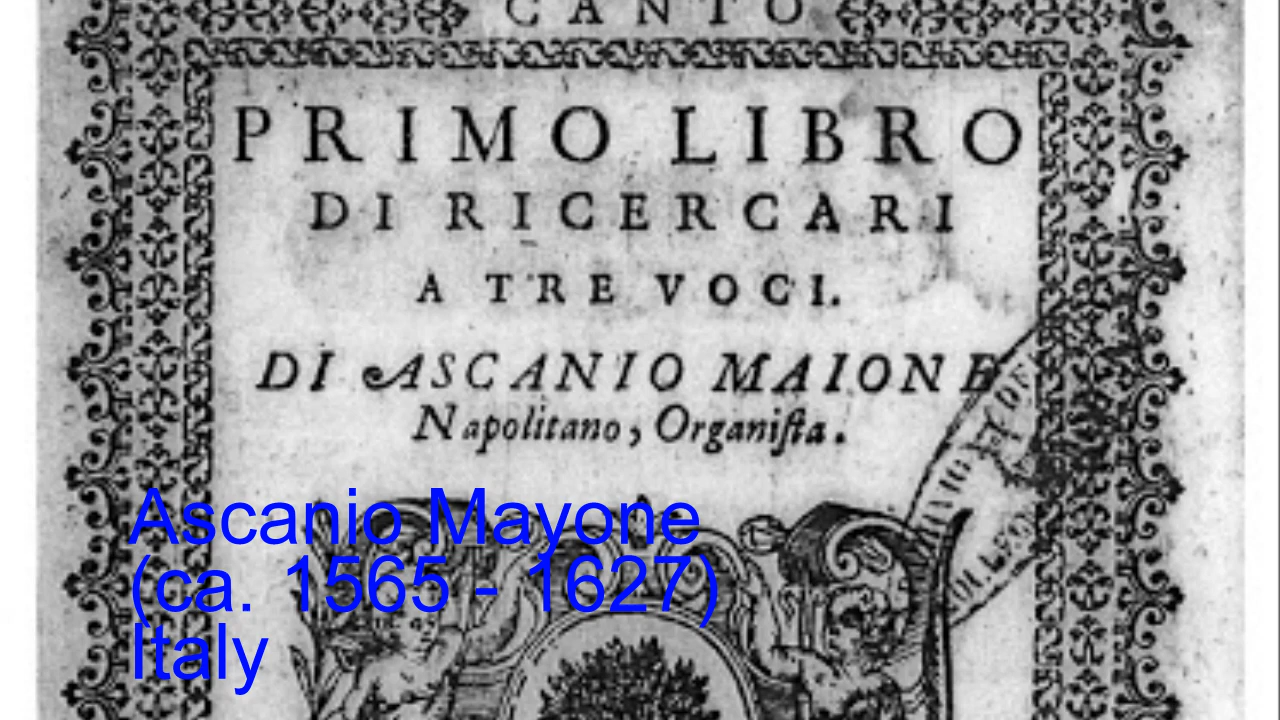 CANTO
PRIMO LIBRO
DI RICERCARI
A TRE VOCI.
DI ASCANIO MAIONE
Napolitano, Organiſta.
Ascanio Mayone
(ca. 1565 - 1627)
Italy